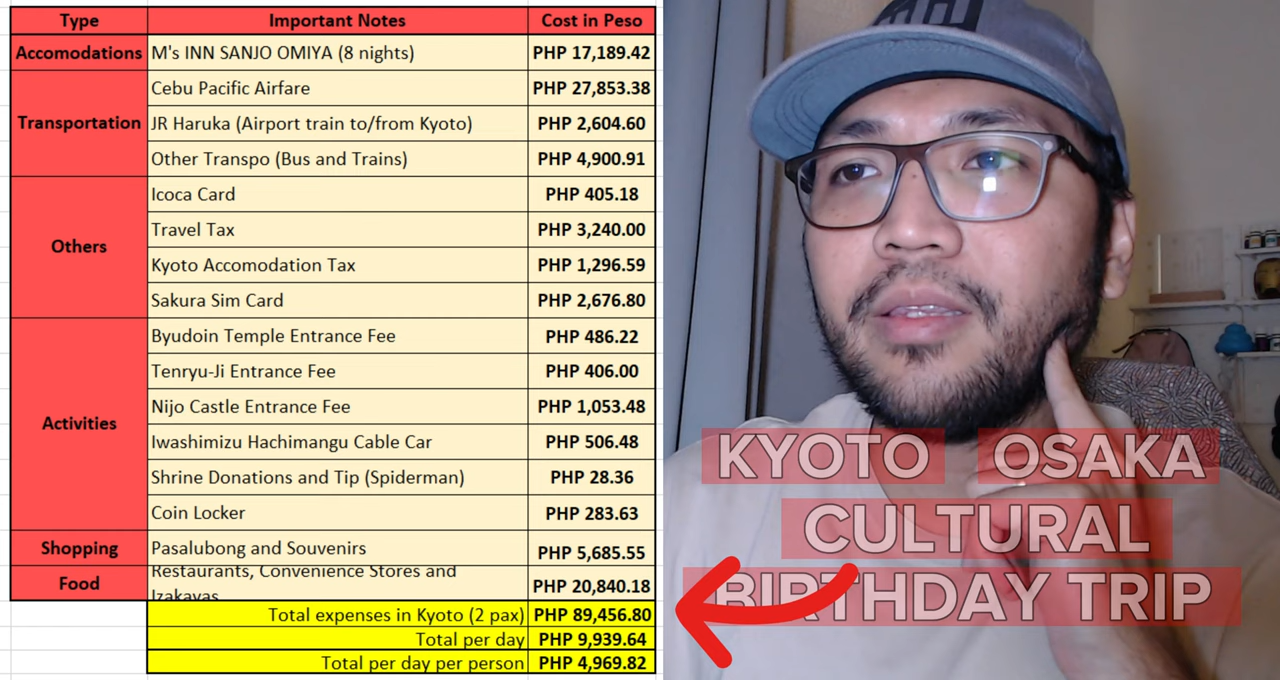 Type Important Notes Cost in Peso
Accomodations M's INN SANJO OMIYA (8 nights) PHP 17,189.42
Cebu Pacific Airfare PHP 27,853.38
Transportation JR Haruka (Airport train to/from Kyoto) PHP 2,604.60
Other Transpo (Bus and Trains) PHP 4,900.91
Icoca Card PHP 405.18
Others Travel Tax PHP 3,240.00
Kyoto Accomodation Tax PHP 1,296.59
Sakura Sim Card PHP 2,676.80
Byudoin Temple Entrance Fee PHP 486.22
Tenryu-Ji Entrance Fee PHP 406.00
Activities Nijo Castle Entrance Fee PHP 1,053.48
Iwashimizu Hachimangu Cable Car PHP 506.48
Shrine Donations and Tip (Spiderman) PHP 28.36
Coin Locker PHP 283.63
Shopping Pasalubong and Souvenirs PHP 5,685.55
Food Restaurants, Convenience Stores and
Izakayas PHP 20,840.18
Total expenses in Kyoto (2 pax) PHP 89,456.80
Total per day PHP 9,939.64
Total per day per person PHP 4,969.82
KYOTO OSAKA
CULTURAL
BIRTHDAY TRIP